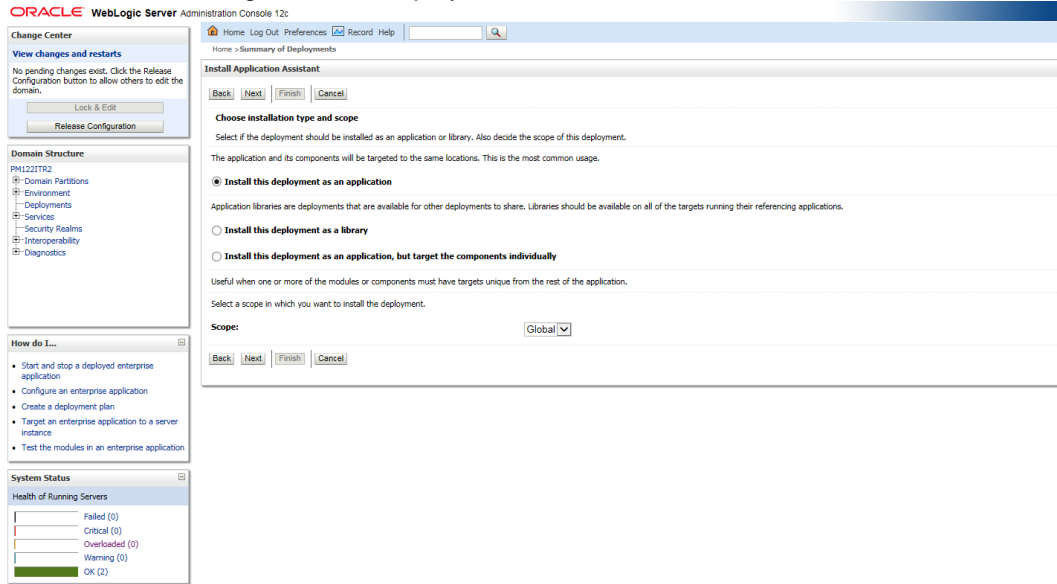 ORACLE WebLogic Server Administration Console 12c
Change Center
View changes and restarts
No pending changes exist. Click the Release
Configuration button to allow others to edit the
domain.
Lock & Edit
Release Configuration
Domain Structure
PM122ITR2
Domain Partitions
Environment
Deployments
Services
Security Realms
Interoperability
Diagnostics
How do I...
Start and stop a deployed enterprise
application
Configure an enterprise application
Create a deployment plan
Target an enterprise application to a server
instance
Test the modules in an enterprise application
System Status
Health of Running Servers
Failed (0)
Critical (0)
Overloaded (0)
Warning (0)
OK (2)
Home Log Out Preferences Record Help
Home >Summary of Deployments
Install Application Assistant
Back Next Finish Cancel
Choose installation type and scope
Select if the deployment should be installed as an application or library. Also decide the scope of this deployment.
The application and its components will be targeted to the same locations. This is the most common usage.
Install this deployment as an application
Application libraries are deployments that are available for other deployments to share. Libraries should be available on all of the targets running their referencing applications.
Install this deployment as a library
Install this deployment as an application, but target the components individually
Useful when one or more of the modules or components must have targets unique from the rest of the application.
Select a scope in which you want to install the deployment.
Scope: Global
Back Next Finish Cancel